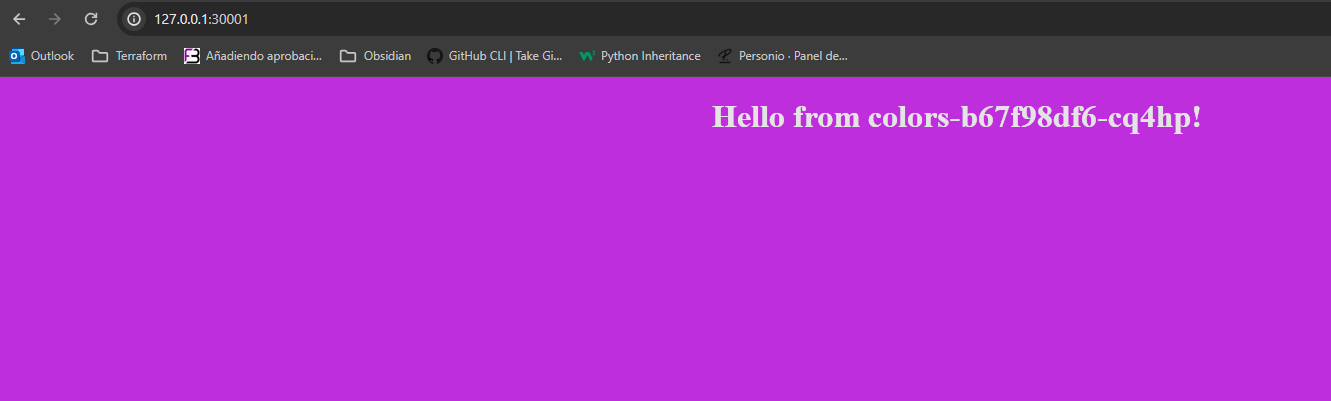 127.0.0.1:30001
Outlook
Terraform
Añadiendo aprobaci...
Obsidian
GitHub CLI | Take Gi...
Python Inheritance
Personio · Panel de...
Hello from colors-b67f98df6-cq4hp!